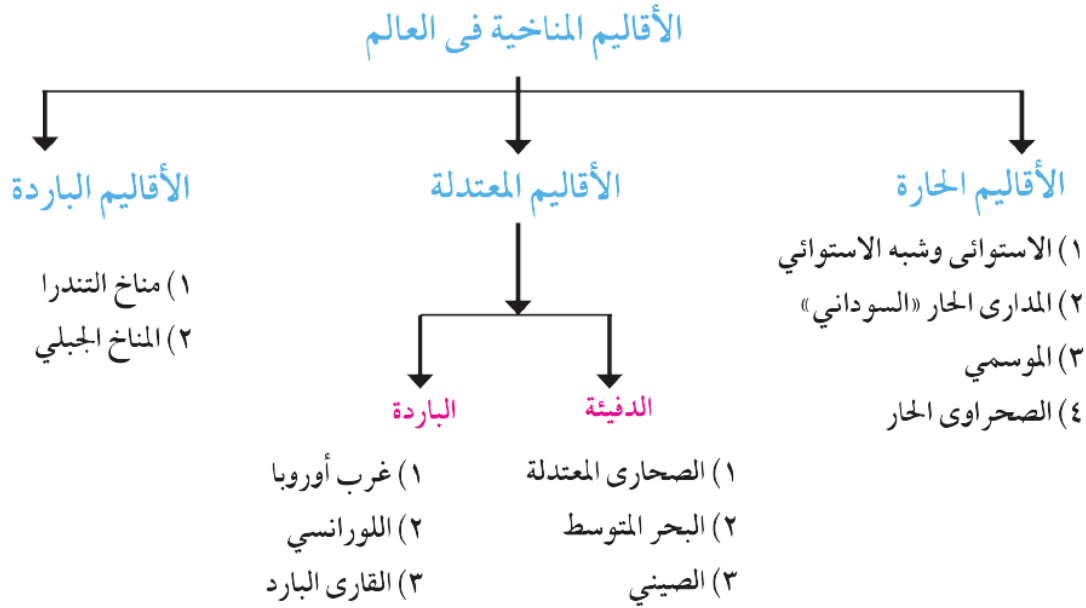 الأقاليم المناخية فى العالم
الأقاليم الحارة
١) الاستوائى وشبه الاستوائي
٢) المدارى الحار «السوداني»
٣) الموسمي
٤) الصحراوى الحار
الأقاليم المعتدلة
الدفيئة
١) الصحارى المعتدلة
٢) البحر المتوسط
٣) الصيني
الباردة
١) غرب أوروبا
٢) اللورانسي
٣) القارى البارد
الأقاليم الباردة
١) مناخ التندرا
٢) المناخ الجبلي